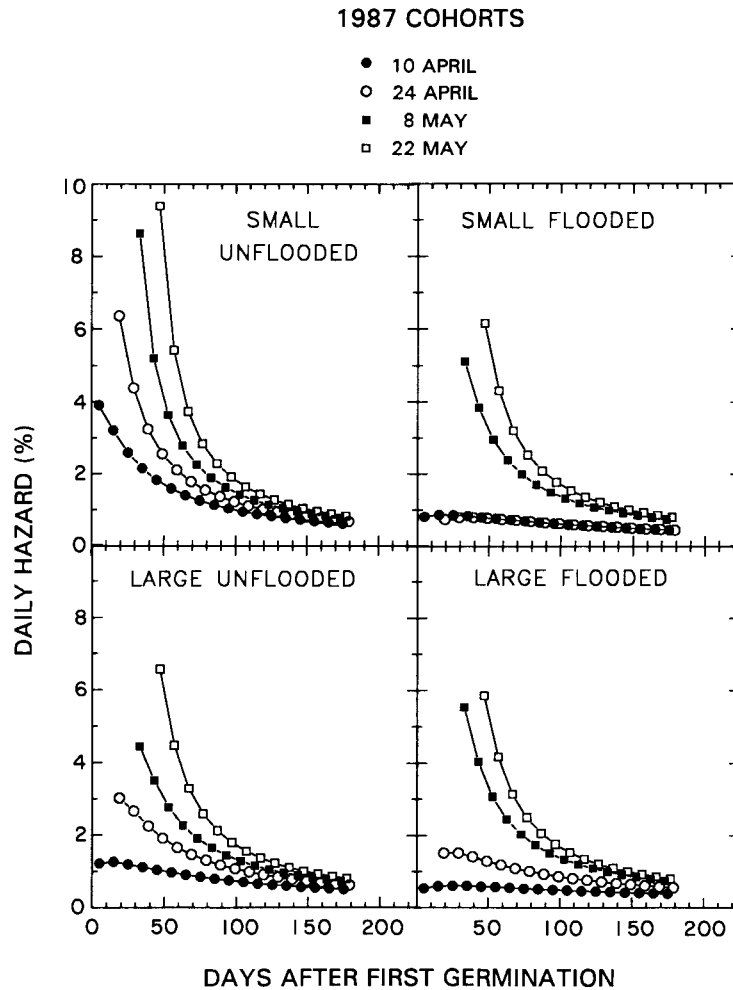 1987 COHORTS
10 APRIL
24 APRIL
8 MAY
22 MAY
DAILY HAZARD (%)
10
8
6
4
2
0
SMALL
UNFLOODED
SMALL FLOODED
8
6
4
2
0
LARGE UNFLOODED
LARGE FLOODED
0 50 100 150 200
50 100 150 200
DAYS AFTER FIRST GERMINATION